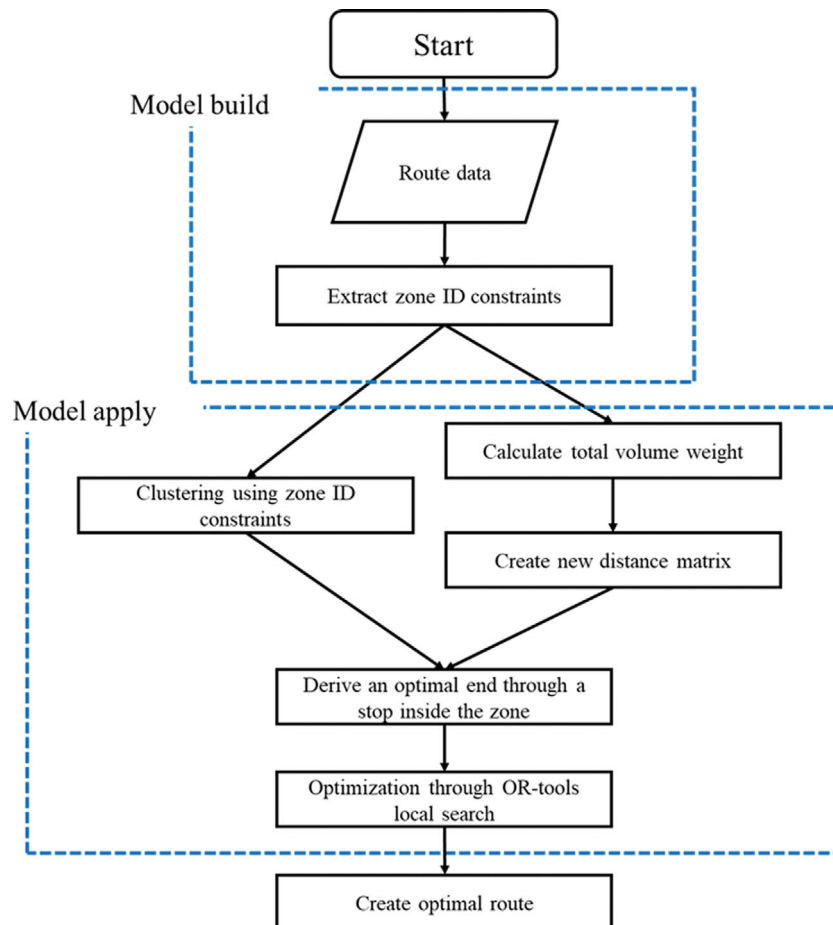 Start
Model build
Route data
Extract zone ID constraints
Model apply
Calculate total volume weight
Clustering using zone ID
constraints
Create new distance matrix
Derive an optimal end through a
stop inside the zone
Optimization through OR-tools
local search
Create optimal route